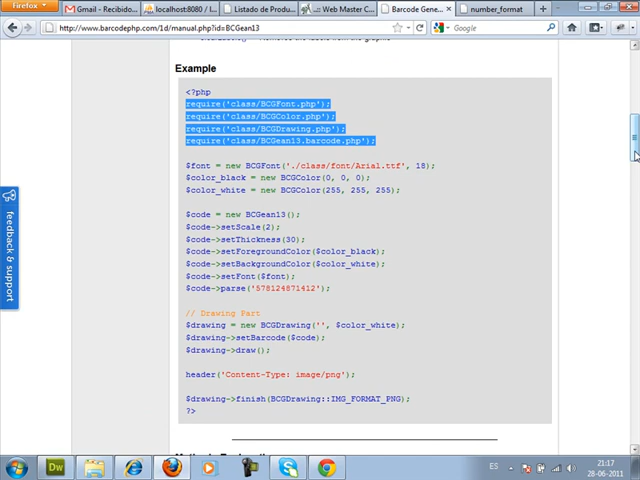 Firefox
Gmail - Recibido...
localhost:8080 / l...
Listado de Produ...
.:: Web Master C...
Barcode Gene...
number_format
http://www.barcodephp.com/1d/manual.php?id=BCGean13
Google
Example
<?php
require('class/BCGFont.php');
require('class/BCGColor.php');
require('class/BCGDrawing.php');
require('class/BCGean13.barcode.php');
$font = new BCGFont('./class/font/Arial.ttf', 18);
$color_black = new BCGColor(0, 0, 0);
$color_white = new BCGColor(255, 255, 255);
$code = new BCGean13();
$code->setScale(2);
$code->setThickness(30);
$code->setForegroundColor($color_black);
$code->setBackgroundColor($color_white);
$code->setFont($font);
$code->parse('578124871412');
// Drawing Part
$drawing = new BCGDrawing('', $color_white);
$drawing->setBarcode($code);
$drawing->draw();
header('Content-Type: image/png');
$drawing->finish(BCGDrawing::IMG_FORMAT_PNG);
?>
feedback & support
Dw
ES
21:17
28-06-2011